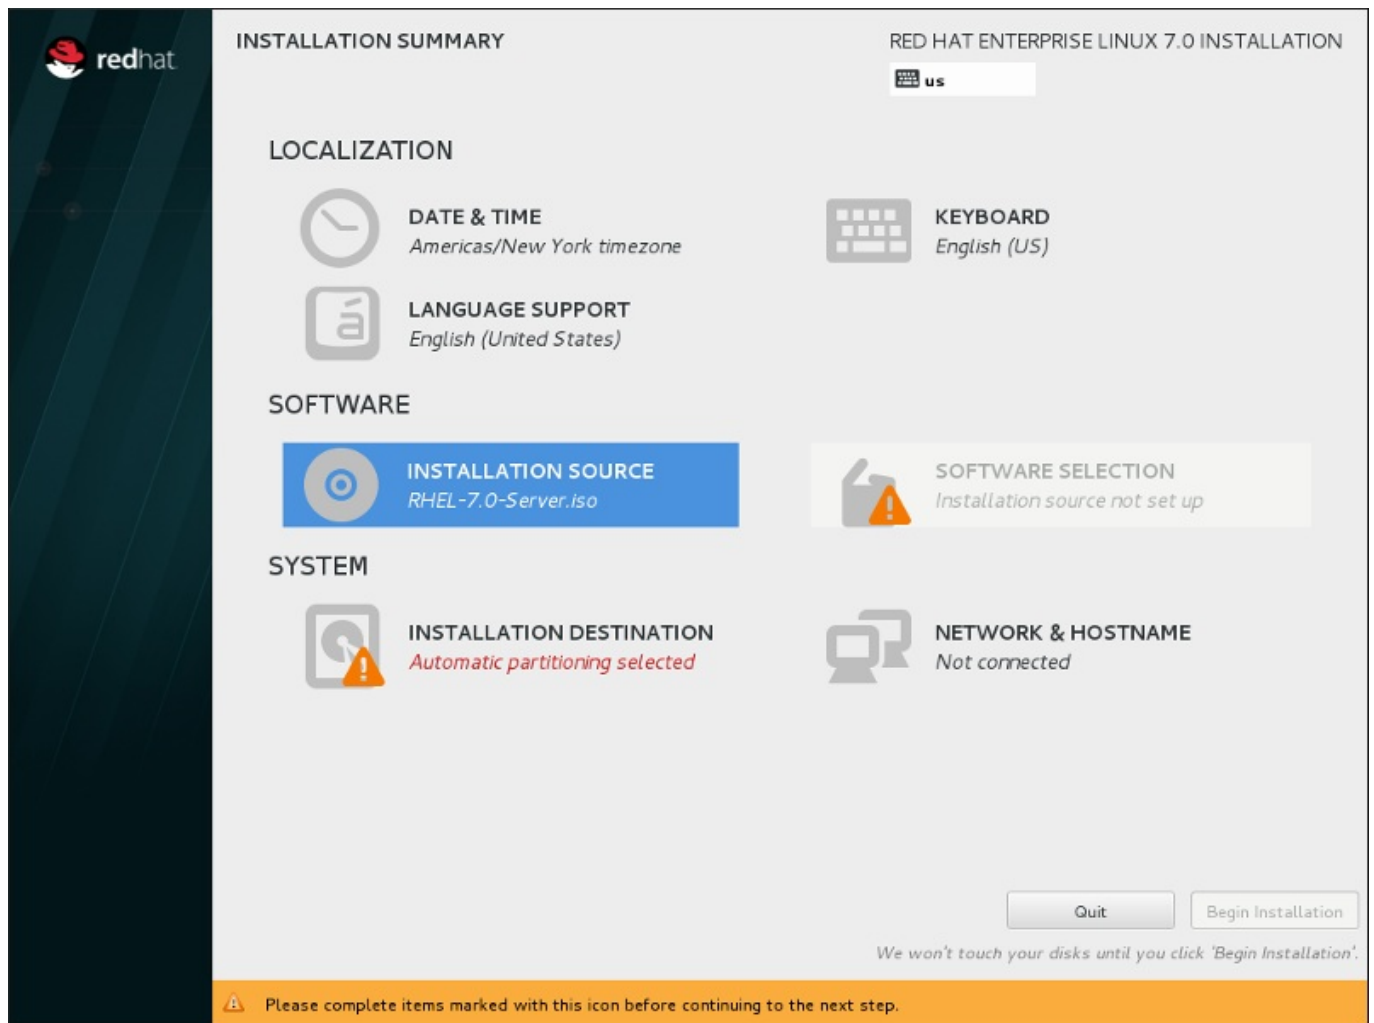 redhat
INSTALLATION SUMMARY
RED HAT ENTERPRISE LINUX 7.0 INSTALLATION
us
LOCALIZATION
DATE & TIME
Americas/New York timezone
KEYBOARD
English (US)
á
LANGUAGE SUPPORT
English (United States)
SOFTWARE
INSTALLATION SOURCE
RHEL-7.0-Server.iso
SOFTWARE SELECTION
Installation source not set up
SYSTEM
INSTALLATION DESTINATION
Automatic partitioning selected
NETWORK & HOSTNAME
Not connected
Quit
Begin Installation
We won't touch your disks until you click 'Begin Installation'.
Please complete items marked with this icon before continuing to the next step.